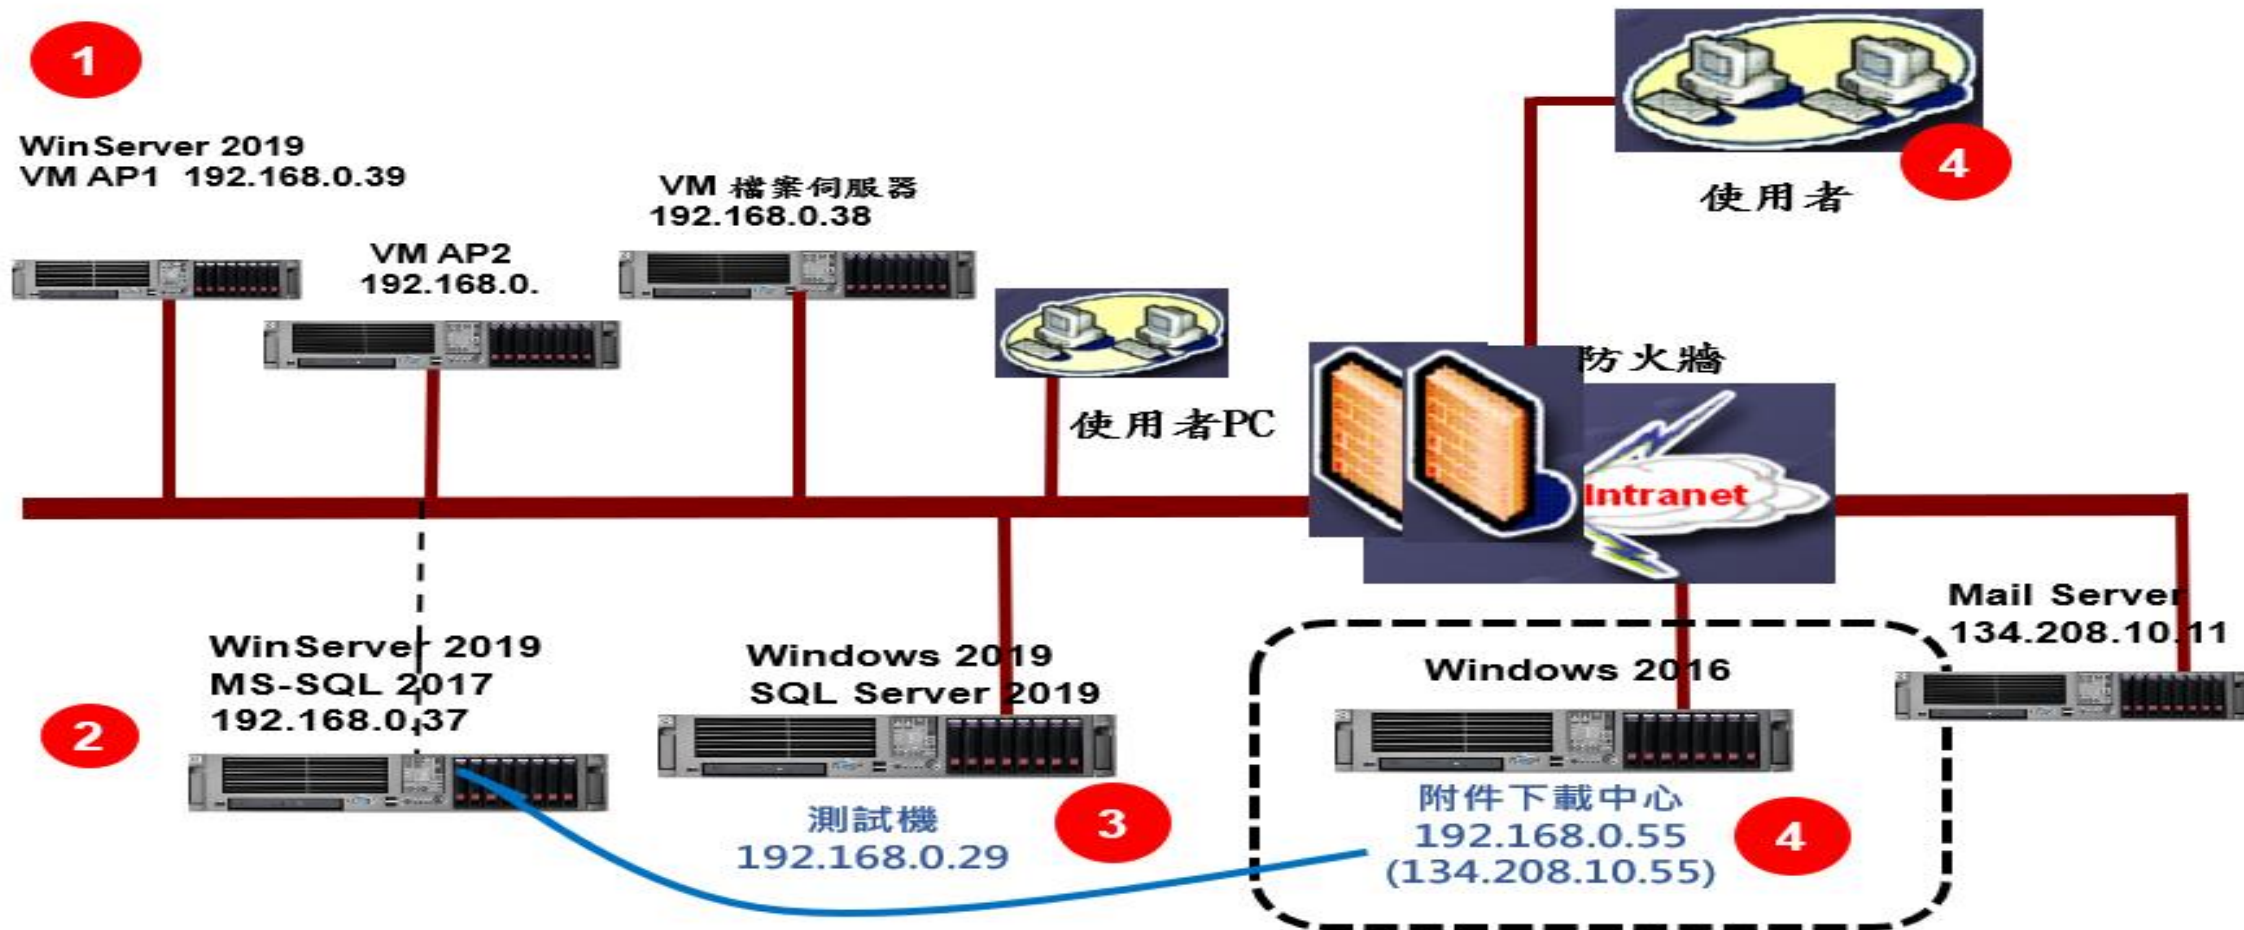 1
WinServer 2019
VM AP1  192.168.0.39
VM AP2
192.168.0.
VM 檔案伺服器
192.168.0.38
使用者PC
4
使用者
防火牆
Intranet
2
WinServer 2019
MS-SQL 2017
192.168.0.37
Windows 2019
SQL Server 2019
測試機
192.168.0.29
3
Windows 2016
附件下載中心
192.168.0.55
(134.208.10.55)
4
Mail Server
134.208.10.11